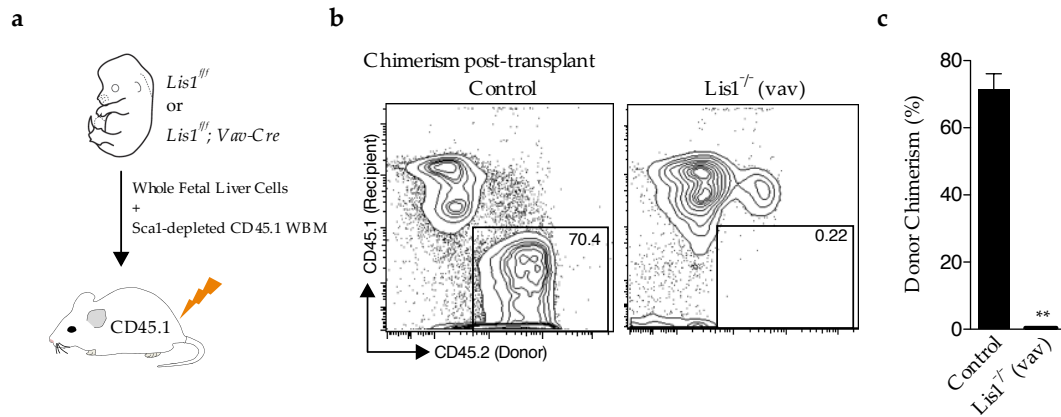 a
Lis1f/f
or
Lis1f/f; Vav-Cre
Whole Fetal Liver Cells
+
Sca1-depleted CD45.1 WBM
CD45.1
b
Chimerism post-transplant
Control
Lis1-/- (vav)
70.4
0.22
CD45.1 (Recipient)
CD45.2 (Donor)
c
Donor Chimerism (%)
80
60
40
20
0
**
Control
Lis1-/- (vav)